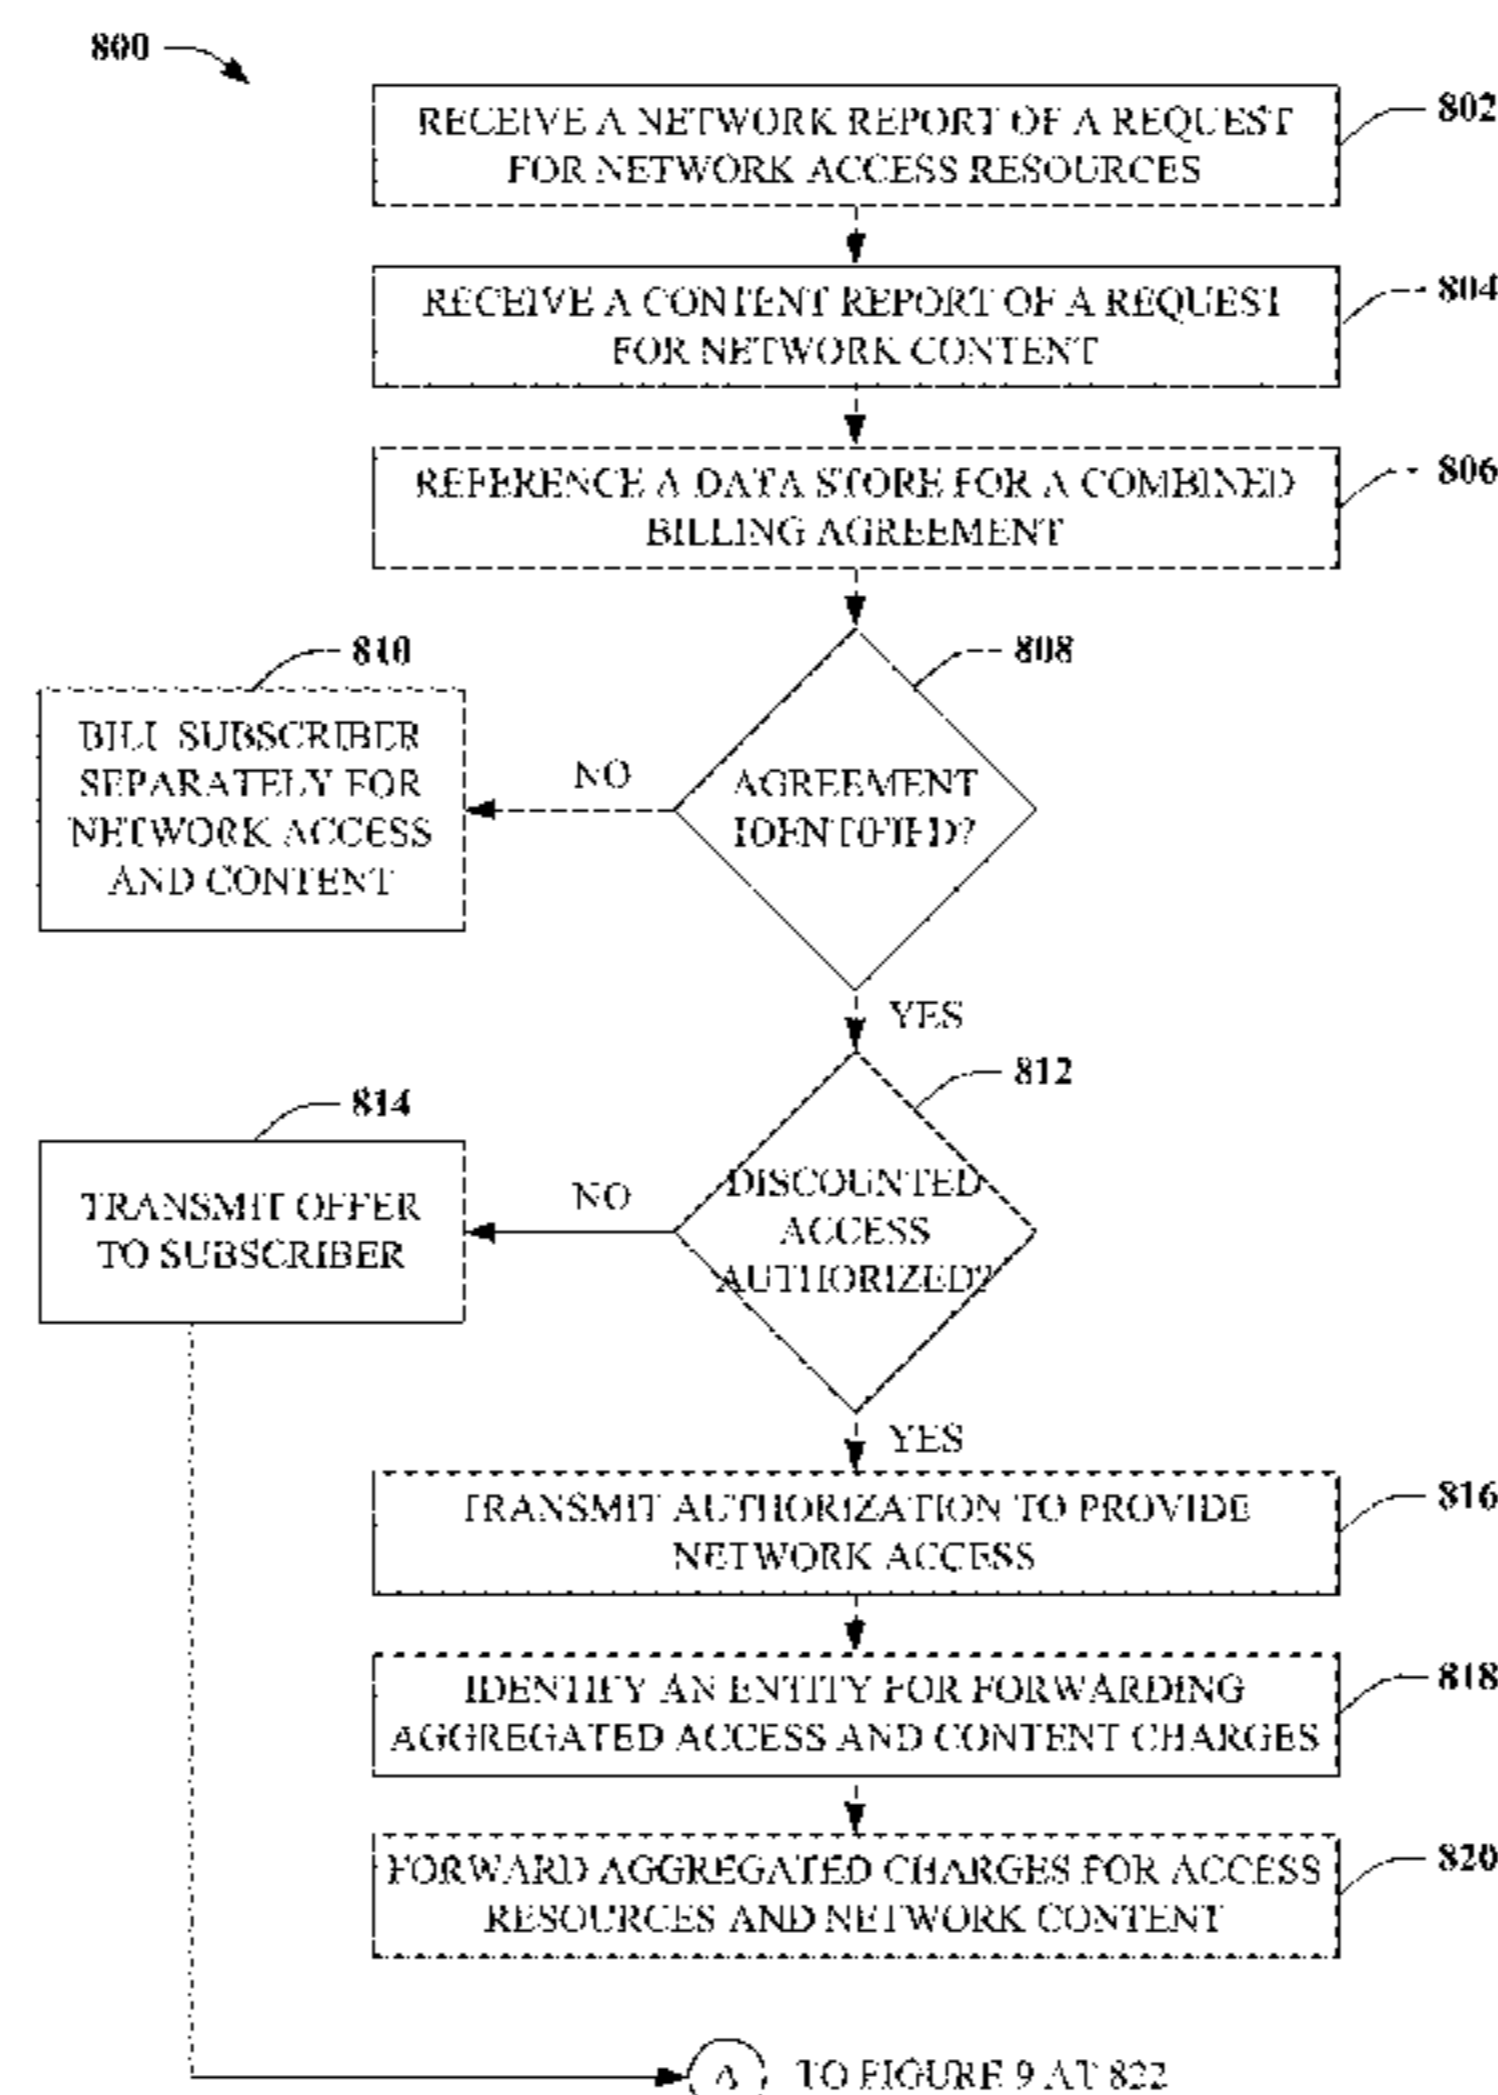 800
RECEIVE A NETWORK REPORT OF A REQUEST
FOR NETWORK ACCESS RESOURCES
802
RECEIVE A CONTENT REPORT OF A REQUEST
FOR NETWORK CONTENT
804
REFERENCE A DATA STORE FOR A COMBINED
BILLING AGREEMENT
806
810
808
BILL SUBSCRIBER
SEPARATELY FOR
NETWORK ACCESS
AND CONTENT
NO
AGREEMENT
IDENTIFIED?
YES
812
814
TRANSMIT OFFER
TO SUBSCRIBER
NO
DISCOUNTED
ACCESS
AUTHORIZED?
YES
TRANSMIT AUTHORIZATION TO PROVIDE
NETWORK ACCESS
816
IDENTIFY AN ENTITY FOR FORWARDING
AGGREGATED ACCESS AND CONTENT CHARGES
818
FORWARD AGGREGATED CHARGES FOR ACCESS
RESOURCES AND NETWORK CONTENT
820
A
TO FIGURE 9 AT 822